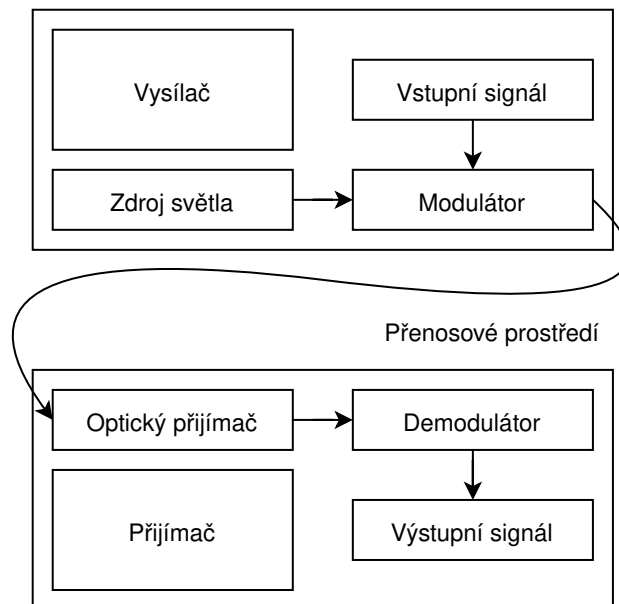 Vysílač
Vstupní signál
Zdroj světla
Modulátor
Přenosové prostředí
Optický přijímač
Demodulátor
Přijímač
Výstupní signál